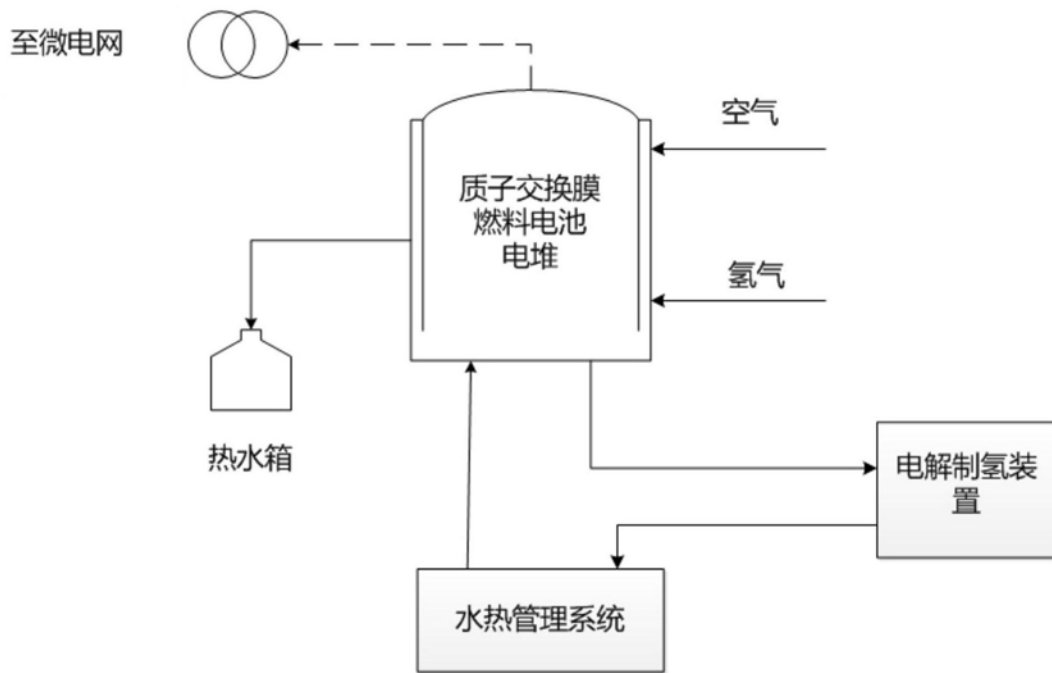 至微电网
空气
质子交换膜
燃料电池
电堆
氢气
热水箱
电解制氢装
置
水热管理系统